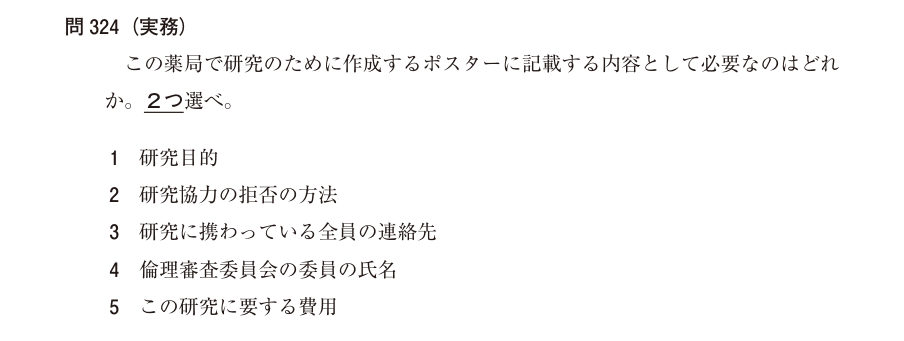 問 324（実務）
この薬局で研究のために作成するポスターに記載する内容として必要なのはどれ
か。２つ選べ。
1 研究目的
2 研究協力の拒否の方法
3 研究に携わっている全員の連絡先
4 倫理審査委員会の委員の氏名
5 この研究に要する費用